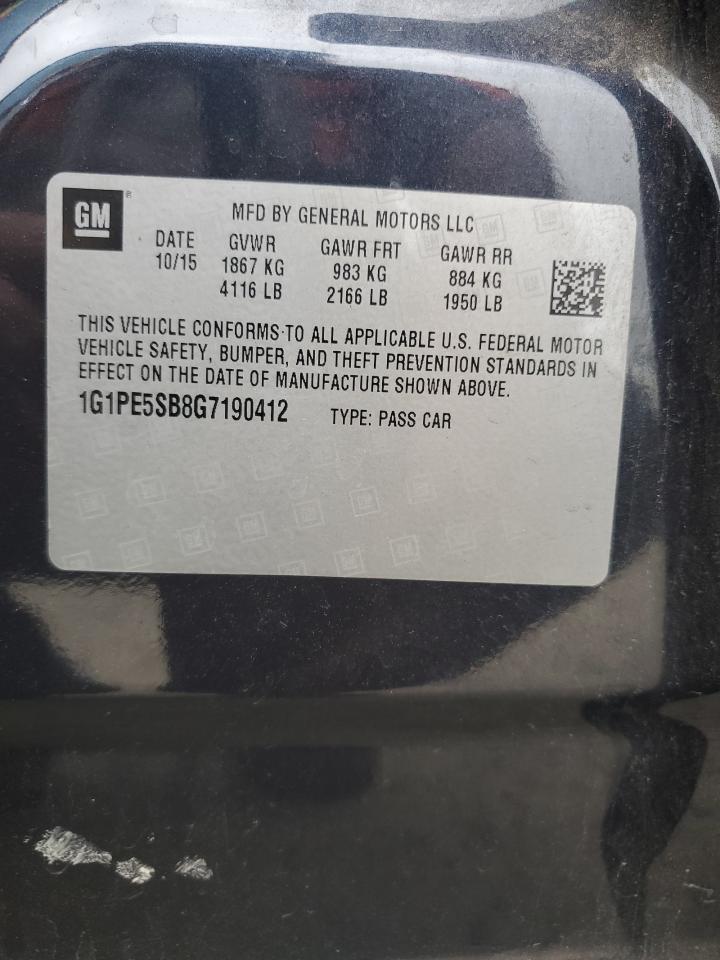 GM ®
MFD BY GENERAL MOTORS LLC
DATE GVWR GAWR FRT GAWR RR
10/15 1867 KG 983 KG 884 KG
4116 LB 2166 LB 1950 LB
THIS VEHICLE CONFORMS TO ALL APPLICABLE U.S. FEDERAL MOTOR
VEHICLE SAFETY, BUMPER, AND THEFT PREVENTION STANDARDS IN
EFFECT ON THE DATE OF MANUFACTURE SHOWN ABOVE.
1G1PE5SB8G7190412 TYPE: PASS CAR